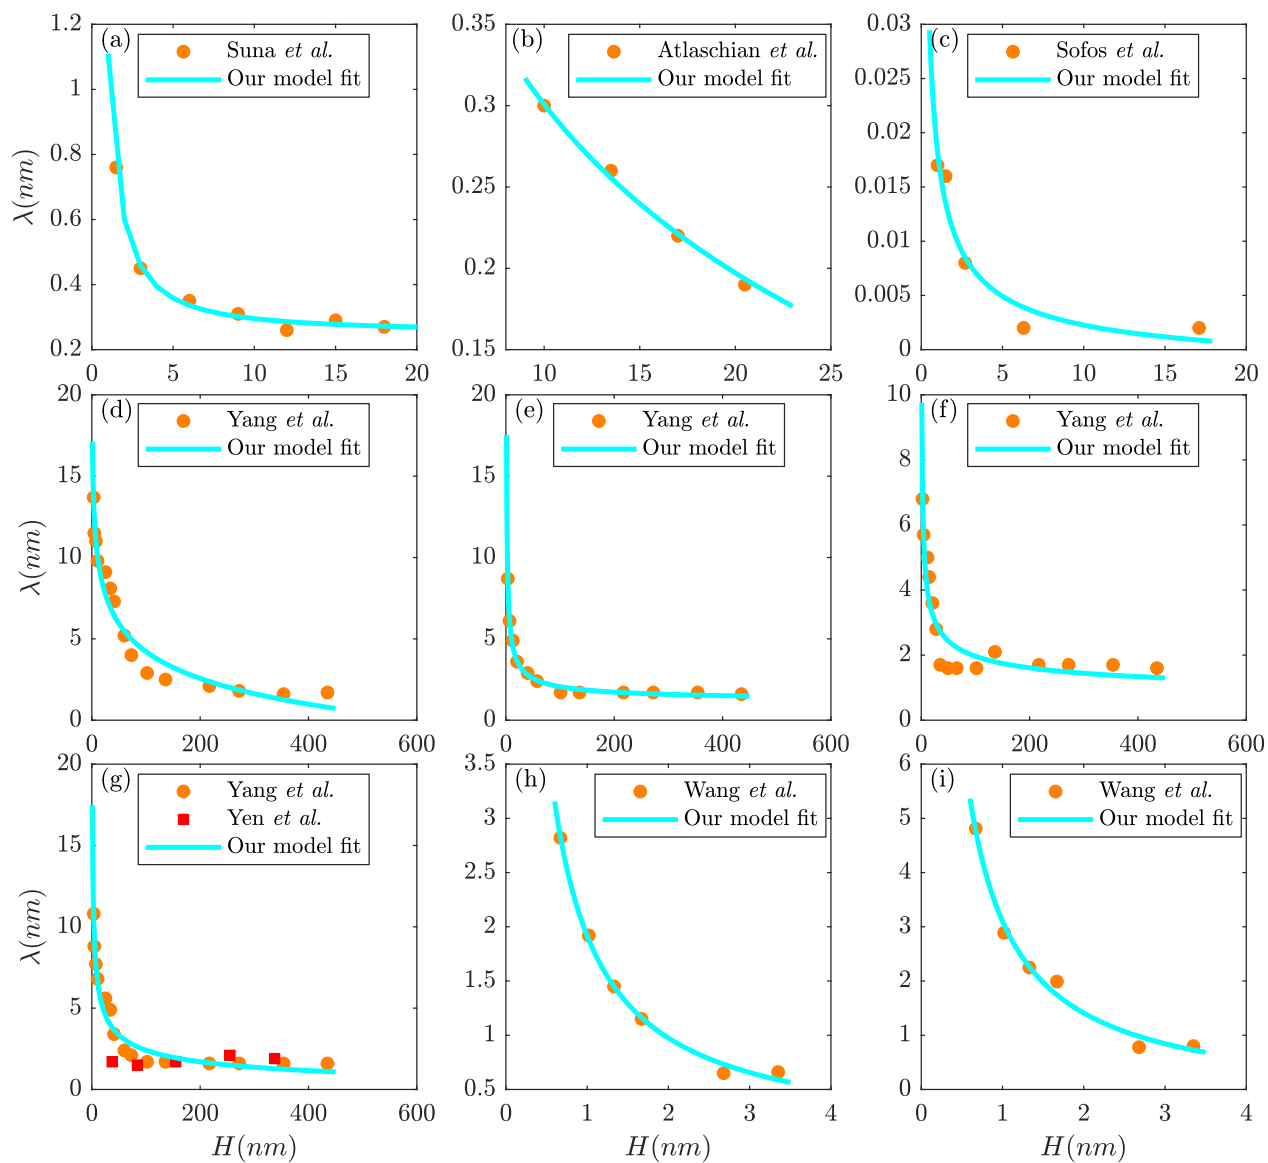 (a)
Suna et al.
Our model fit
1.2
1
0.8
0.6
0.4
0.2
λ(nm)
0 5 10 15 20
(b)
Atlaschian et al.
Our model fit
0.35
0.3
0.25
0.2
0.15
10 15 20 25
(c)
Sofos et al.
Our model fit
0.03
0.025
0.02
0.015
0.01
0.005
0
0 5 10 15 20
(d)
Yang et al.
Our model fit
20
15
10
5
0
λ(nm)
0 200 400 600
(e)
Yang et al.
Our model fit
20
15
10
5
0
0 200 400 600
(f)
Yang et al.
Our model fit
10
8
6
4
2
0
0 200 400 600
(g)
Yang et al.
Yen et al.
Our model fit
20
15
10
5
0
λ(nm)
0 200 400 600
H(nm)
(h)
Wang et al.
Our model fit
3.5
3
2.5
2
1.5
1
0.5
0 1 2 3 4
H(nm)
(i)
Wang et al.
Our model fit
6
5
4
3
2
1
0
0 1 2 3 4
H(nm)